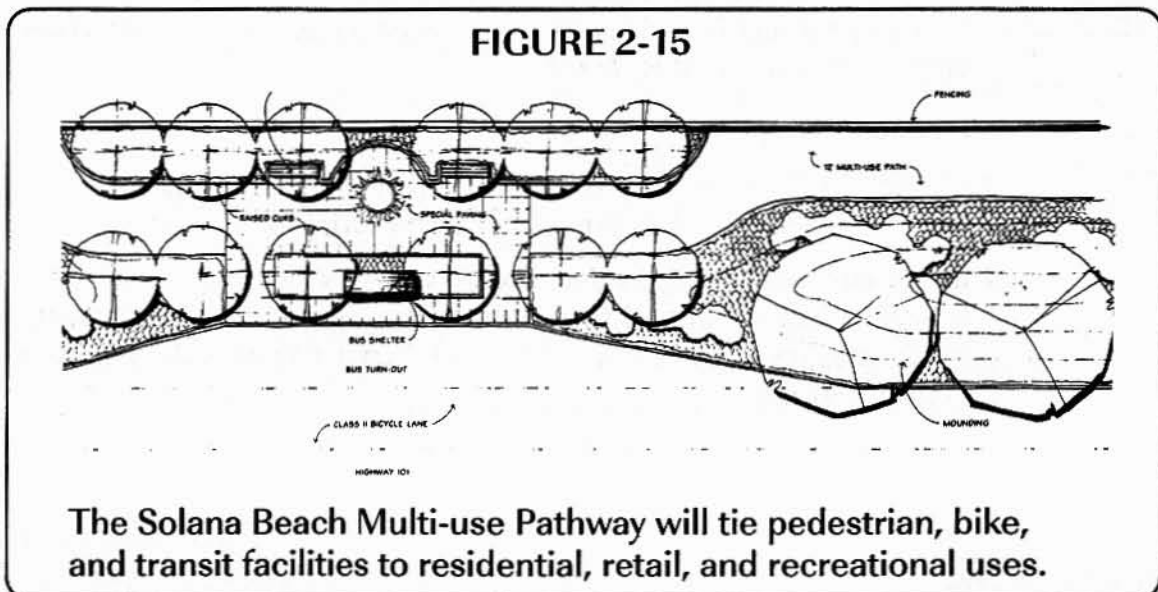 FIGURE 2-15
FENCING
12' MULTI-USE PATH
RAISED CURB
SPECIAL PAVING
BUS SHELTER
BUS TURN-OUT
CLASS II BICYCLE LANE
MOUNDING
HIGHWAY 101
The Solana Beach Multi-use Pathway will tie pedestrian, bike,
and transit facilities to residential, retail, and recreational uses.